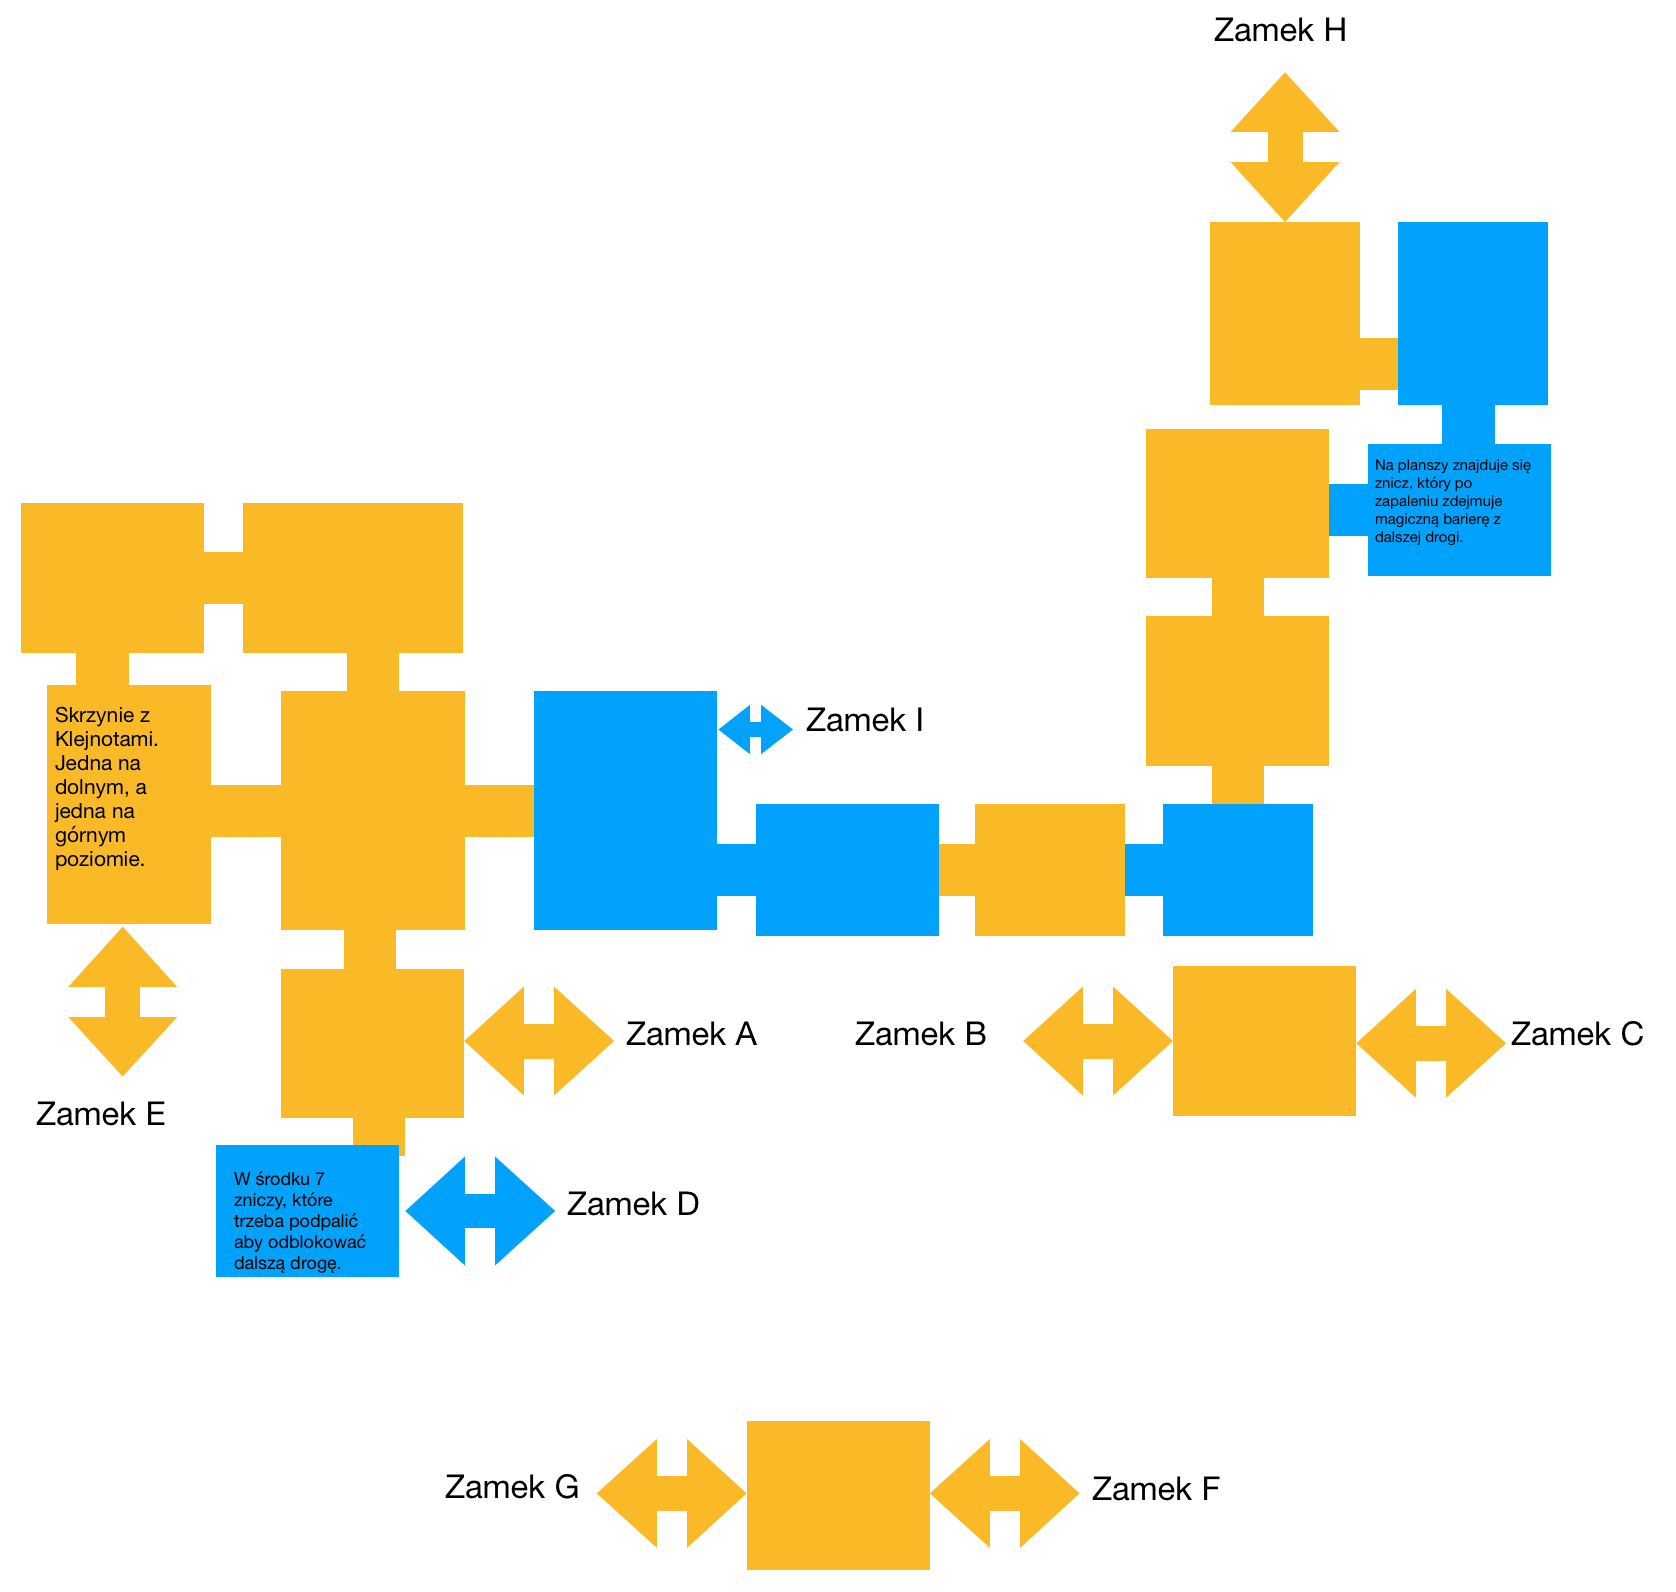 Zamek H
Na planszy znajduje się
znicz, który po
zapaleniu zdejmuje
magiczną barierę z
dalszej drogi.
Skrzynie z
Klejnotami.
Jedna na
dolnym, a
jedna na
górnym
poziomie.
Zamek I
Zamek A
Zamek B
Zamek C
Zamek E
W środku 7
zniczy, które
trzeba podpalić
aby odblokować
dalszą drogę.
Zamek D
Zamek G
Zamek F